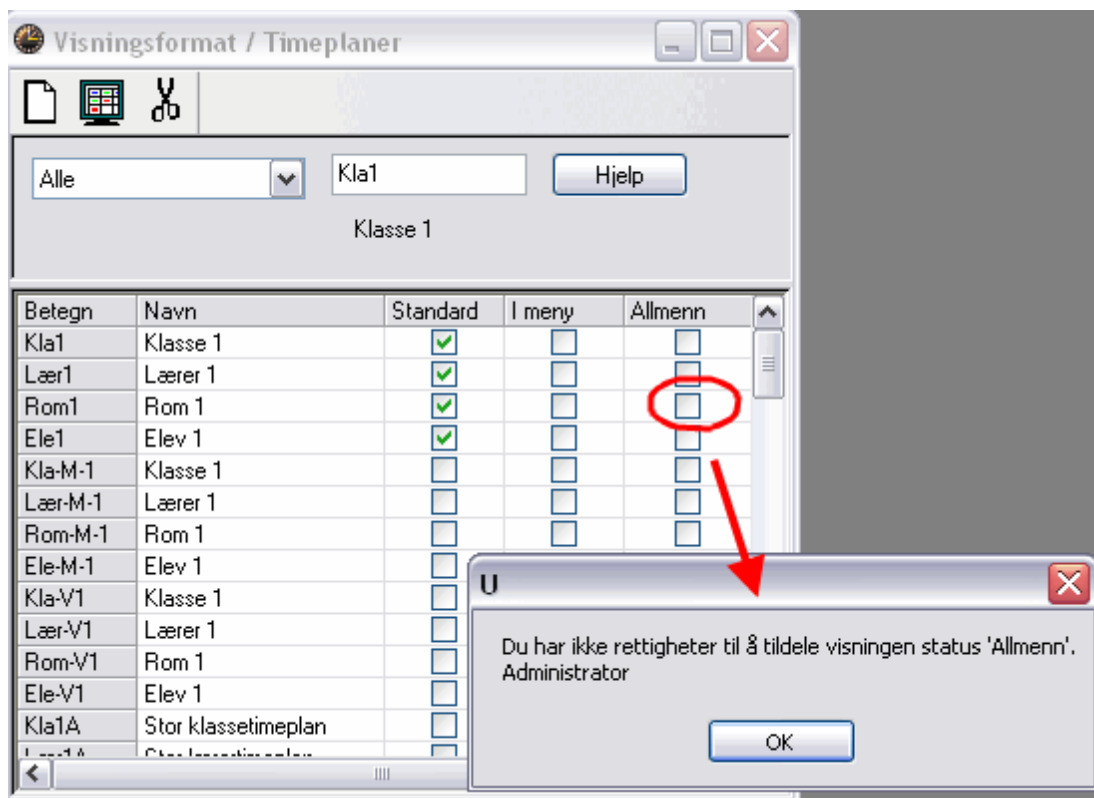 Visningsformat / Timeplaner
Alle Kla1 Hjelp
Klasse 1
Betegn Navn Standard I meny Allmenn
Kla1 Klasse 1
Lær1 Lærer 1
Rom1 Rom 1
Ele1 Elev 1
Kla-M-1 Klasse 1
Lær-M-1 Lærer 1
Rom-M-1 Rom 1
Ele-M-1 Elev 1
Kla-V1 Klasse 1
Lær-V1 Lærer 1
Rom-V1 Rom 1
Ele-V1 Elev 1
Kla1A Stor klassetimeplan
U
Du har ikke rettigheter til å tildele visningen status 'Allmenn'.
Administrator
OK